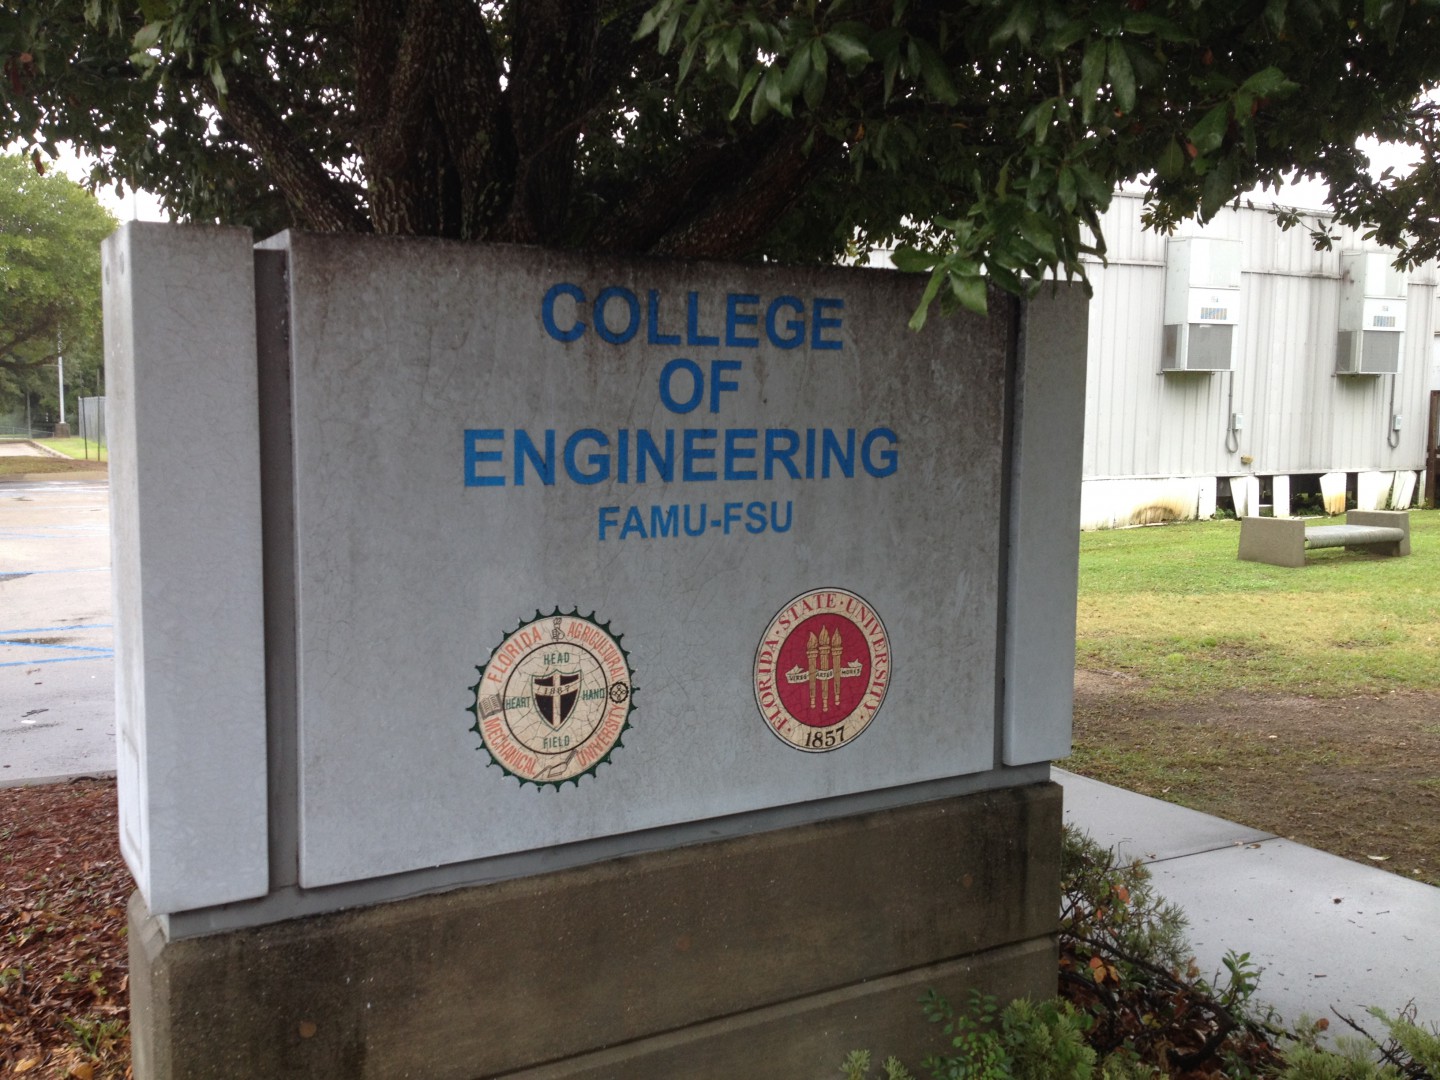 COLLEGE
OF
ENGINEERING
FAMU-FSU
FLORIDA AGRICULTURAL
MECHANICAL UNIVERSITY
HEAD
HEART
HAND
FIELD
1887
FLORIDA · STATE · UNIVERSITY
VIRES ARTES MORES
1857